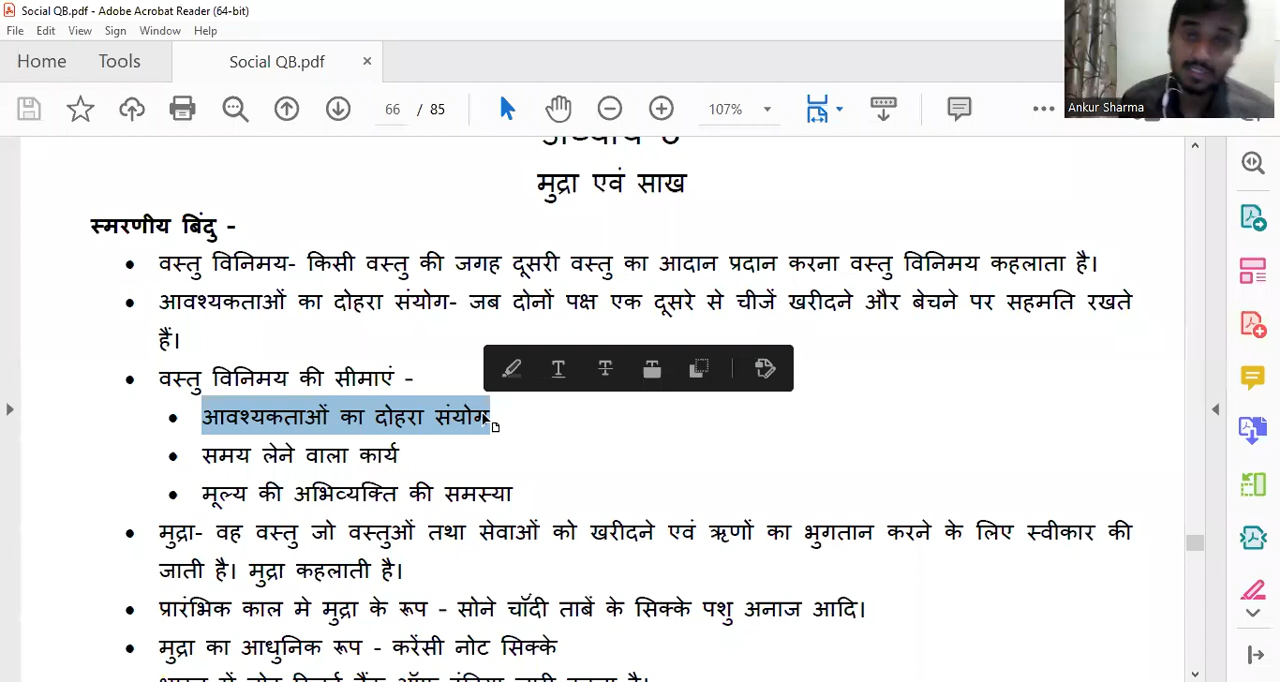 Social QB.pdf - Adobe Acrobat Reader (64-bit)
File Edit View Sign Window Help
Home Tools Social QB.pdf ×
66 / 85 107%
Ankur Sharma
मुद्रा एवं साख
स्मरणीय बिंदु -
वस्तु विनिमय- किसी वस्तु की जगह दूसरी वस्तु का आदान प्रदान करना वस्तु विनिमय कहलाता है।
आवश्यकताओं का दोहरा संयोग- जब दोनों पक्ष एक दूसरे से चीजें खरीदने और बेचने पर सहमति रखते
हैं।
वस्तु विनिमय की सीमाएं -
आवश्यकताओं का दोहरा संयोग
समय लेने वाला कार्य
मूल्य की अभिव्यक्ति की समस्या
मुद्रा- वह वस्तु जो वस्तुओं तथा सेवाओं को खरीदने एवं ऋणों का भुगतान करने के लिए स्वीकार की
जाती है। मुद्रा कहलाती है।
प्रारंभिक काल मे मुद्रा के रूप - सोने चाॅंदी ताबें के सिक्के पशु अनाज आदि।
मुद्रा का आधुनिक रूप - करेंसी नोट सिक्के